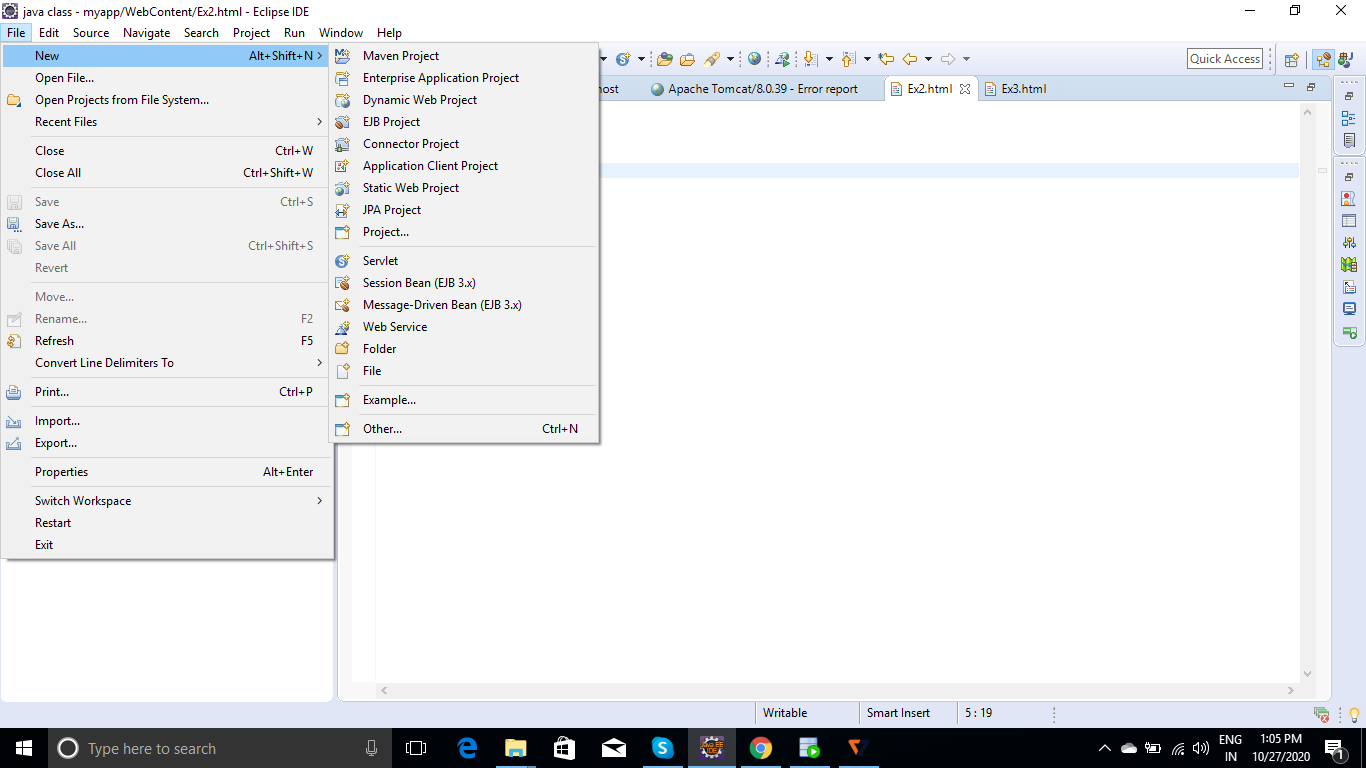 java class - myapp/WebContent/Ex2.html - Eclipse IDE
File Edit Source Navigate Search Project Run Window Help
New Alt+Shift+N
Open File...
Open Projects from File System...
Recent Files
Close Ctrl+W
Close All Ctrl+Shift+W
Save Ctrl+S
Save As...
Save All Ctrl+Shift+S
Revert
Move...
Rename... F2
Refresh F5
Convert Line Delimiters To
Print... Ctrl+P
Import...
Export...
Properties Alt+Enter
Switch Workspace
Restart
Exit
Maven Project
Enterprise Application Project
Dynamic Web Project
EJB Project
Connector Project
Application Client Project
Static Web Project
JPA Project
Project...
Servlet
Session Bean (EJB 3.x)
Message-Driven Bean (EJB 3.x)
Web Service
Folder
File
Example...
Other... Ctrl+N
Quick Access
Apache Tomcat/8.0.39 - Error report Ex2.html Ex3.html
Writable Smart Insert 5 : 19
Type here to search
ENG
IN
1:05 PM
10/27/2020
1